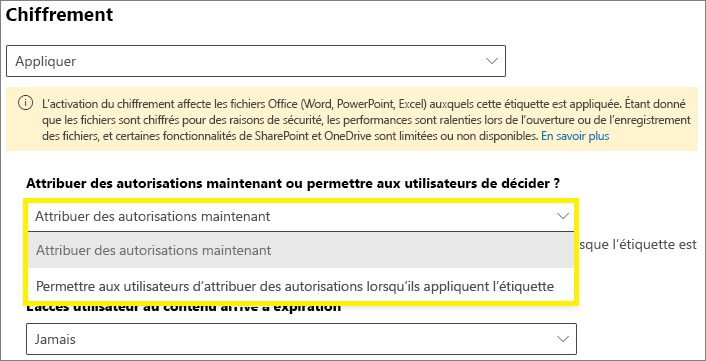 Chiffrement
Appliquer
L'activation du chiffrement affecte les fichiers Office (Word, PowerPoint, Excel) auxquels cette étiquette est appliquée. Étant donné
que les fichiers sont chiffrés pour des raisons de sécurité, les performances sont ralenties lors de l'ouverture ou de l'enregistrement
des fichiers, et certaines fonctionnalités de SharePoint et OneDrive sont limitées ou non disponibles. En savoir plus
Attribuer des autorisations maintenant ou permettre aux utilisateurs de décider ?
Attribuer des autorisations maintenant
Attribuer des autorisations maintenant
sque l'étiquette est
Permettre aux utilisateurs d'attribuer des autorisations lorsqu'ils appliquent l'étiquette
L'accès utilisateur au contenu arrive à expiration
Jamais